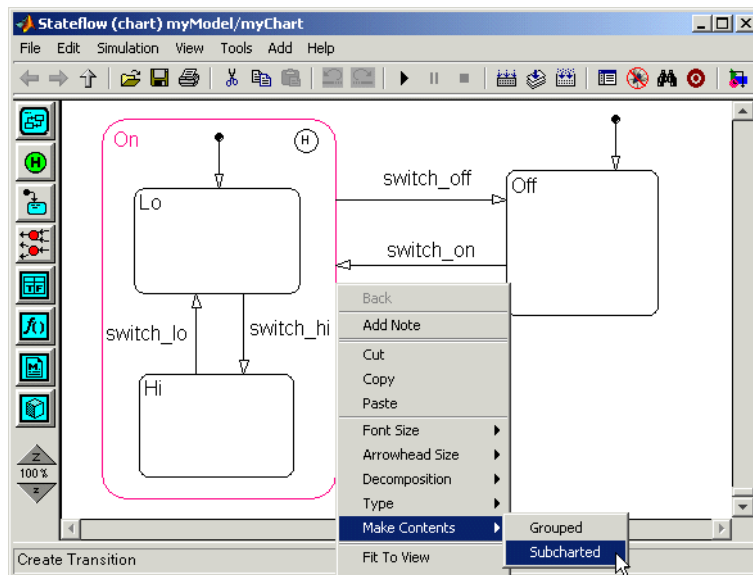 Stateflow (chart) myModel/myChart
File Edit Simulation View Tools Add Help
On
H
Lo
switch_off
Off
switch_on
switch_lo
switch_hi
Hi
Back
Add Note
Cut
Copy
Paste
Font Size
Arrowhead Size
Decomposition
Type
Make Contents
Grouped
Subcharted
Fit To View
H
TF
f()
M
Z
100%
z
Create Transition